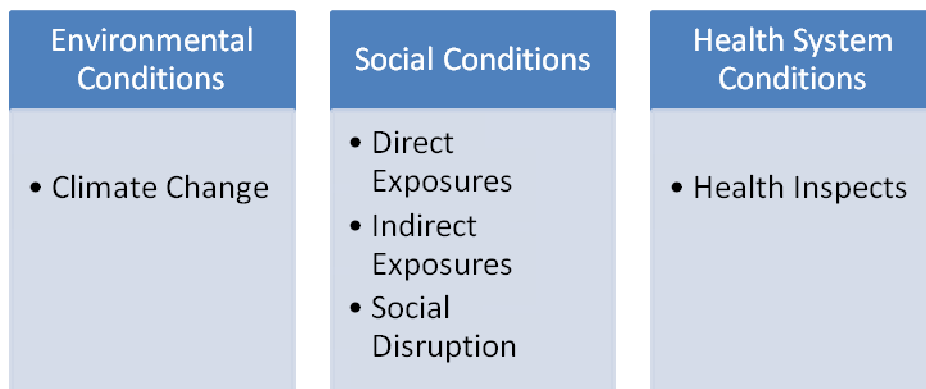 Environmental
Conditions
• Climate Change
Social Conditions
• Direct
Exposures
• Indirect
Exposures
• Social
Disruption
Health System
Conditions
• Health Inspects